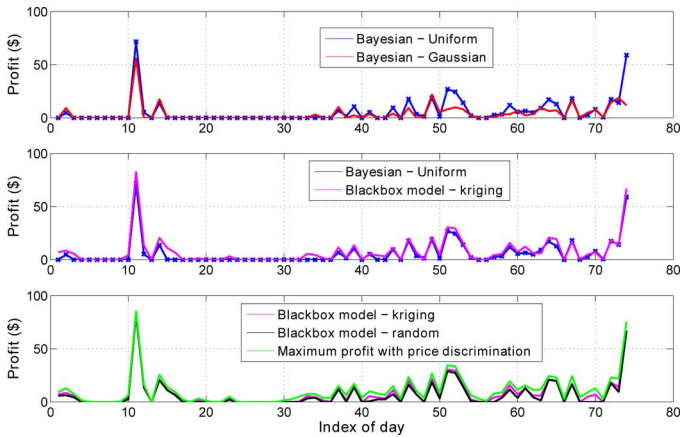 100
50
0
Profit ($)
Bayesian − Uniform
Bayesian − Gaussian
0 10 20 30 40 50 60 70 80
100
50
0
Profit ($)
Bayesian − Uniform
Blackbox model − kriging
0 10 20 30 40 50 60 70 80
100
50
0
Profit ($)
Blackbox model − kriging
Blackbox model − random
Maximum profit with price discrimination
0 10 20 30 40 50 60 70 80
Index of day